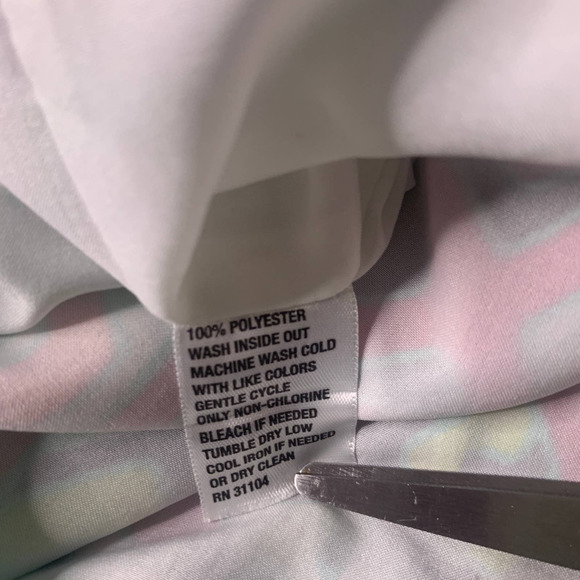 100% POLYESTER
WASH INSIDE OUT
MACHINE WASH COLD
WITH LIKE COLORS
GENTLE CYCLE
ONLY NON-CHLORINE
BLEACH IF NEEDED
TUMBLE DRY LOW
COOL IRON IF NEEDED
OR DRY CLEAN
RN 31104